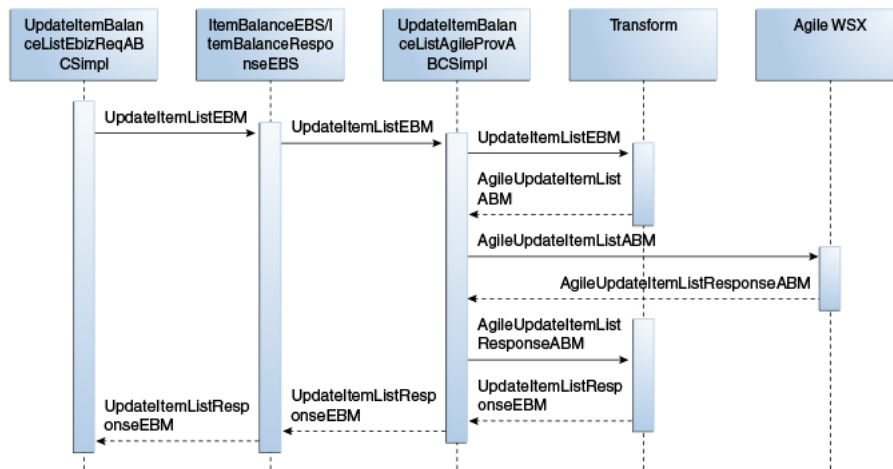 UpdateItemBalan
ceListEbizReqAB
CSimpl
ItemBalanceEBS/I
temBalanceRespo
nseEBS
UpdateItemBalan
ceListAgileProvA
BCSimpl
Transform
Agile WSX
UpdateItemListEBM
UpdateItemListEBM
UpdateItemListEBM
AgileUpdateItemList
ABM
AgileUpdateItemListABM
AgileUpdateItemListResponseABM
AgileUpdateItemList
ResponseABM
UpdateItemListResp
onseEBM
UpdateItemListResp
onseEBM
UpdateItemListResp
onseEBM